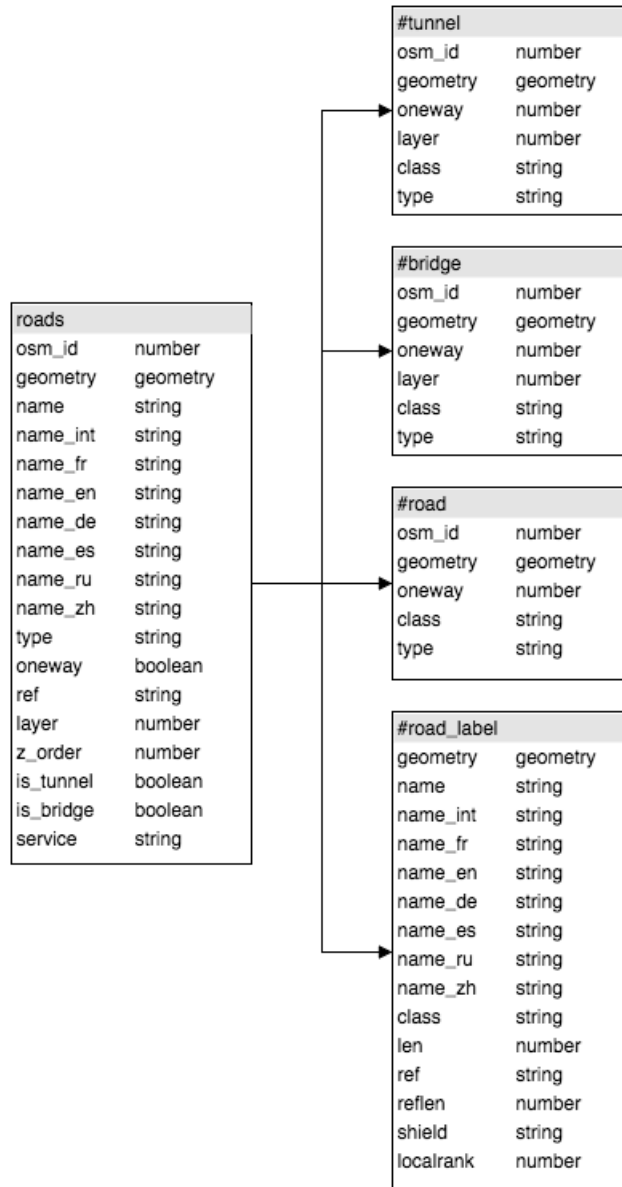 roads
osm_id number
geometry geometry
name string
name_int string
name_fr string
name_en string
name_de string
name_es string
name_ru string
name_zh string
type string
oneway boolean
ref string
layer number
z_order number
is_tunnel boolean
is_bridge boolean
service string
#tunnel
osm_id number
geometry geometry
oneway number
layer number
class string
type string
#bridge
osm_id number
geometry geometry
oneway number
layer number
class string
type string
#road
osm_id number
geometry geometry
oneway number
class string
type string
#road_label
geometry geometry
name string
name_int string
name_fr string
name_en string
name_de string
name_es string
name_ru string
name_zh string
class string
len number
ref string
reflen number
shield string
localrank number